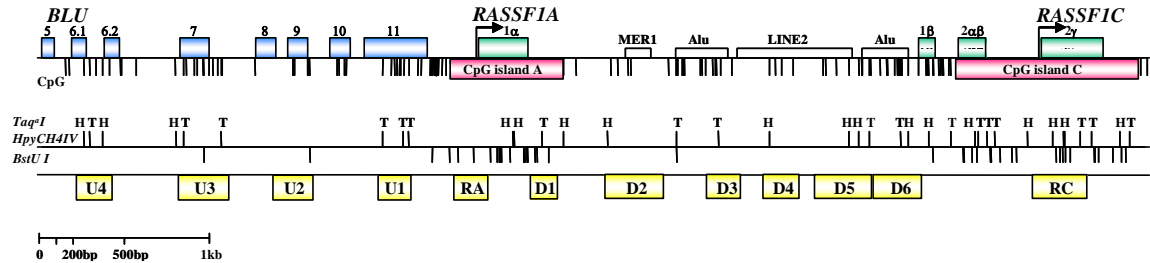 BLU RASSF1A RASSF1C
5 6.1 6.2 7 8 9 10 11 1α MER1 Alu LINE2 Alu 1β 2αβ 2γ
CpG CpG island A CpG island C
TaqαI H T H H T T T T T H H T H H T T H H H T T H H T H T T T H H H T T H T
HpyCH4IV
BstU I
U4 U3 U2 U1 RA D1 D2 D3 D4 D5 D6 RC
0 200bp 500bp 1kb